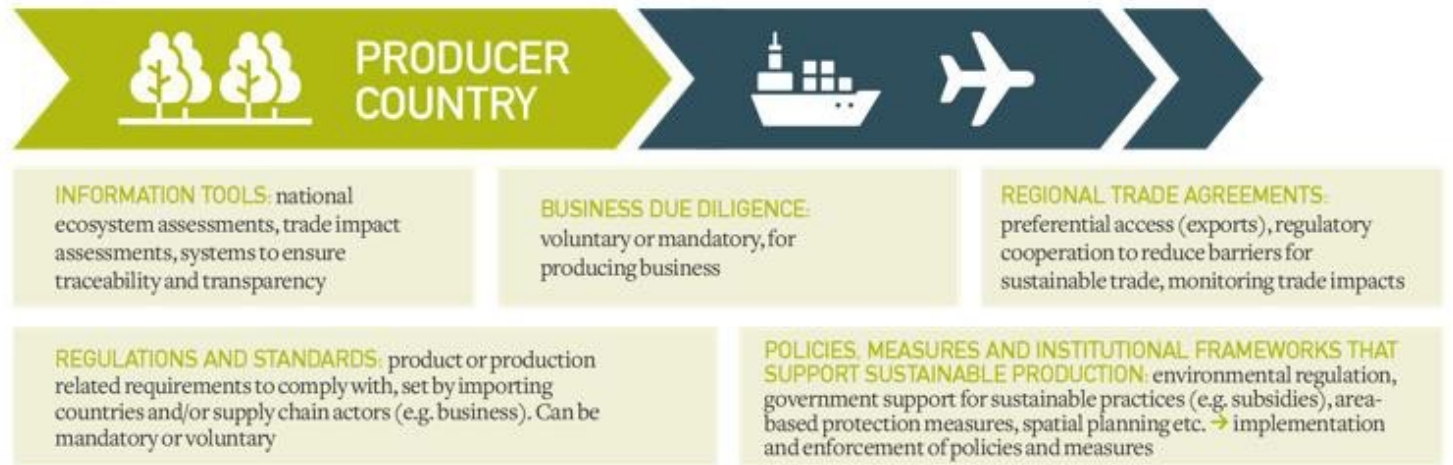 PRODUCER
COUNTRY
INFORMATION TOOLS: national
ecosystem assessments, trade impact
assessments, systems to ensure
traceability and transparency
BUSINESS DUE DILIGENCE:
voluntary or mandatory, for
producing business
REGIONAL TRADE AGREEMENTS:
preferential access (exports), regulatory
cooperation to reduce barriers for
sustainable trade, monitoring trade impacts
REGULATIONS AND STANDARDS: product or production
related requirements to comply with, set by importing
countries and/or supply chain actors (e.g. business). Can be
mandatory or voluntary
POLICIES, MEASURES AND INSTITUTIONAL FRAMEWORKS THAT
SUPPORT SUSTAINABLE PRODUCTION: environmental regulation,
government support for sustainable practices (e.g. subsidies), area-
based protection measures, spatial planning etc. → implementation
and enforcement of policies and measures